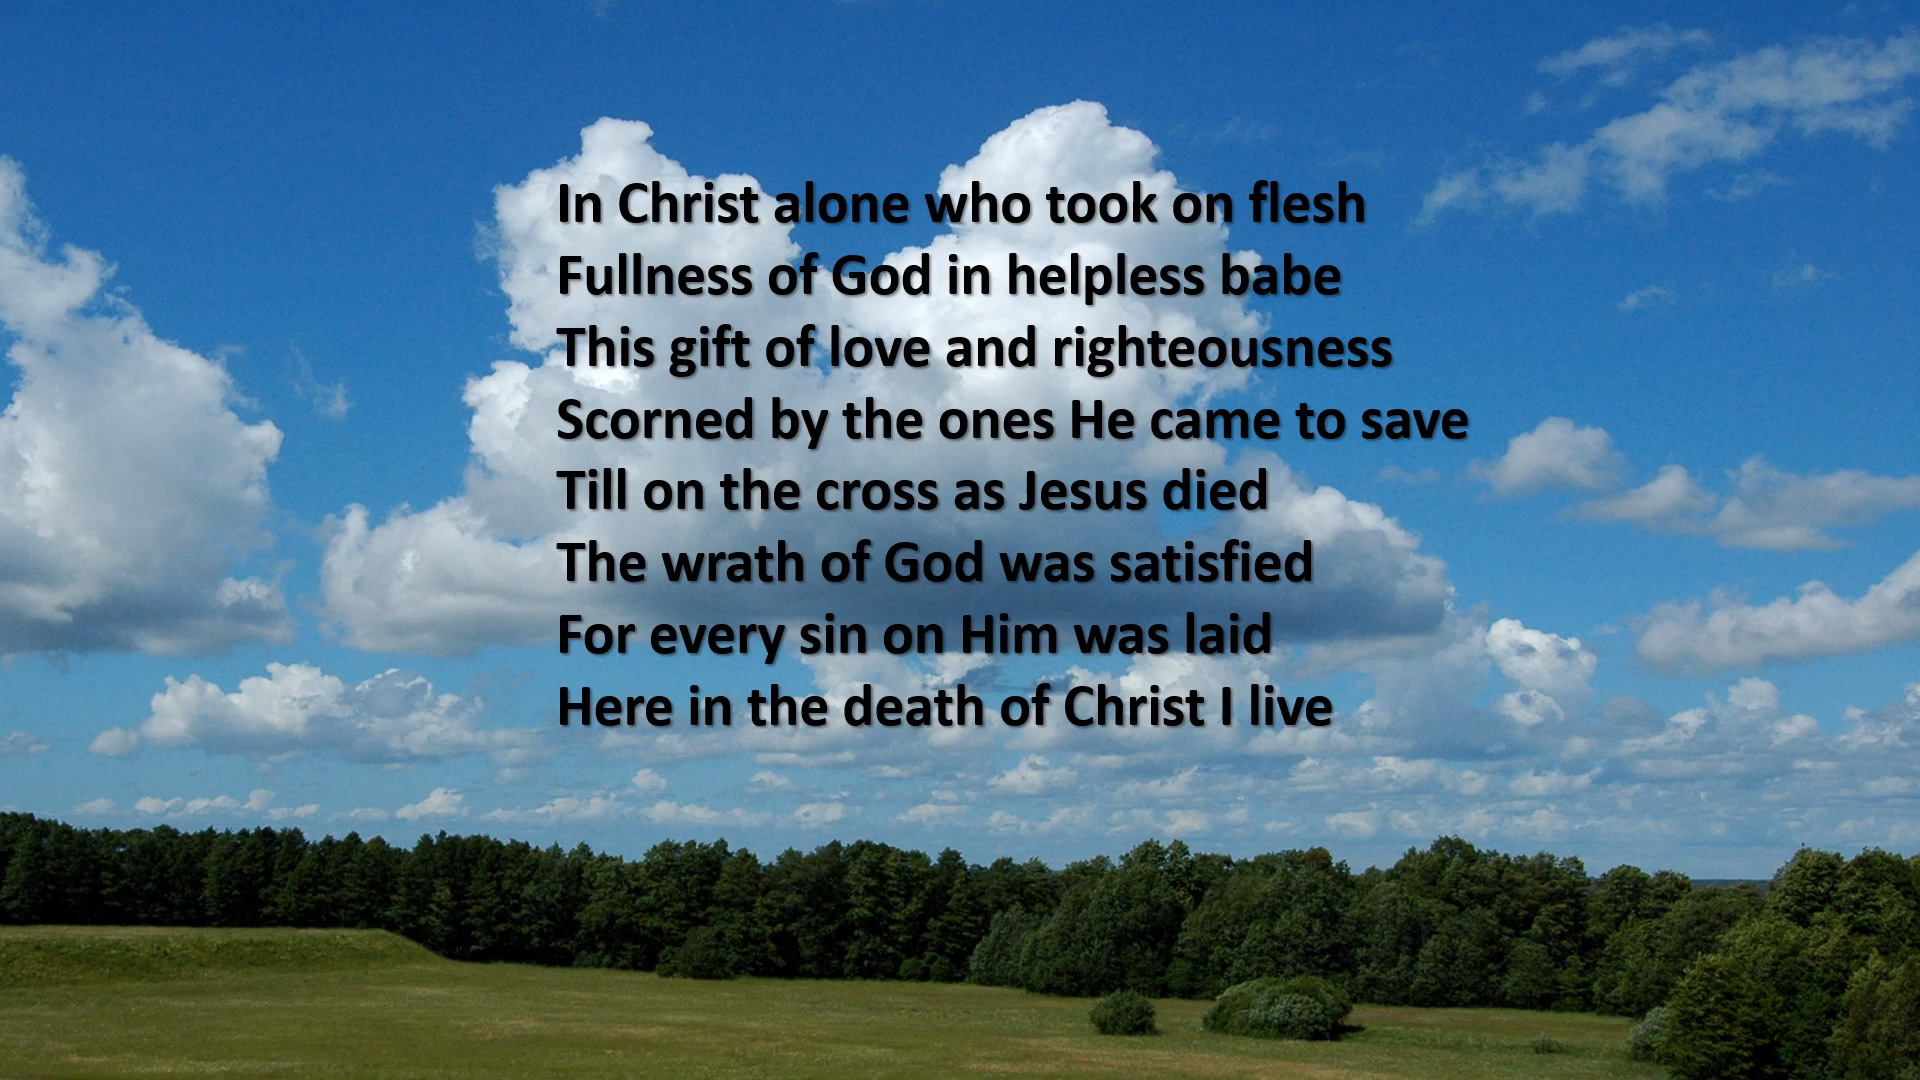 In Christ alone who took on flesh
Fullness of God in helpless babe
This gift of love and righteousness
Scorned by the ones He came to save
Till on the cross as Jesus died
The wrath of God was satisfied
For every sin on Him was laid
Here in the death of Christ I live